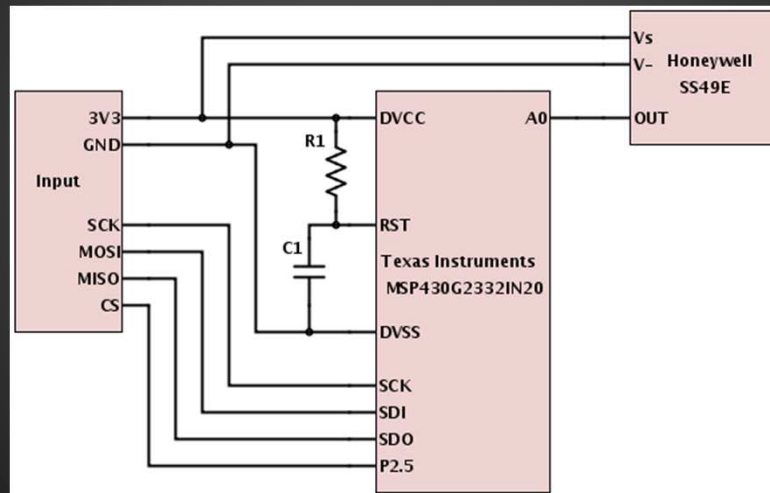 Vs
V-
Honeywell
SS49E
OUT
3V3
GND
Input
SCK
MOSI
MISO
CS
R1
C1
DVCC
A0
RST
Texas Instruments
MSP430G2332IN20
DVSS
SCK
SDI
SDO
P2.5